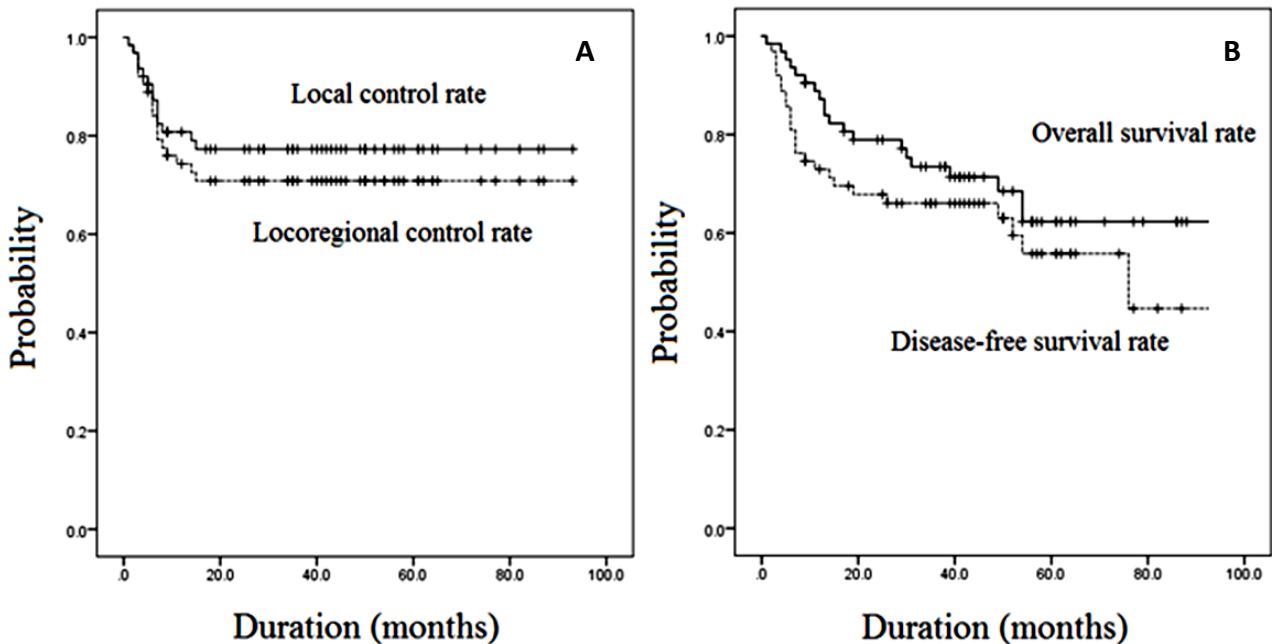 A
Local control rate
Locoregional control rate
Probability
1.0
0.8
0.6
0.4
0.2
0.0
.0 20.0 40.0 60.0 80.0 100.0
Duration (months)
B
Overall survival rate
Disease-free survival rate
Probability
1.0
0.8
0.6
0.4
0.2
0.0
.0 20.0 40.0 60.0 80.0 100.0
Duration (months)